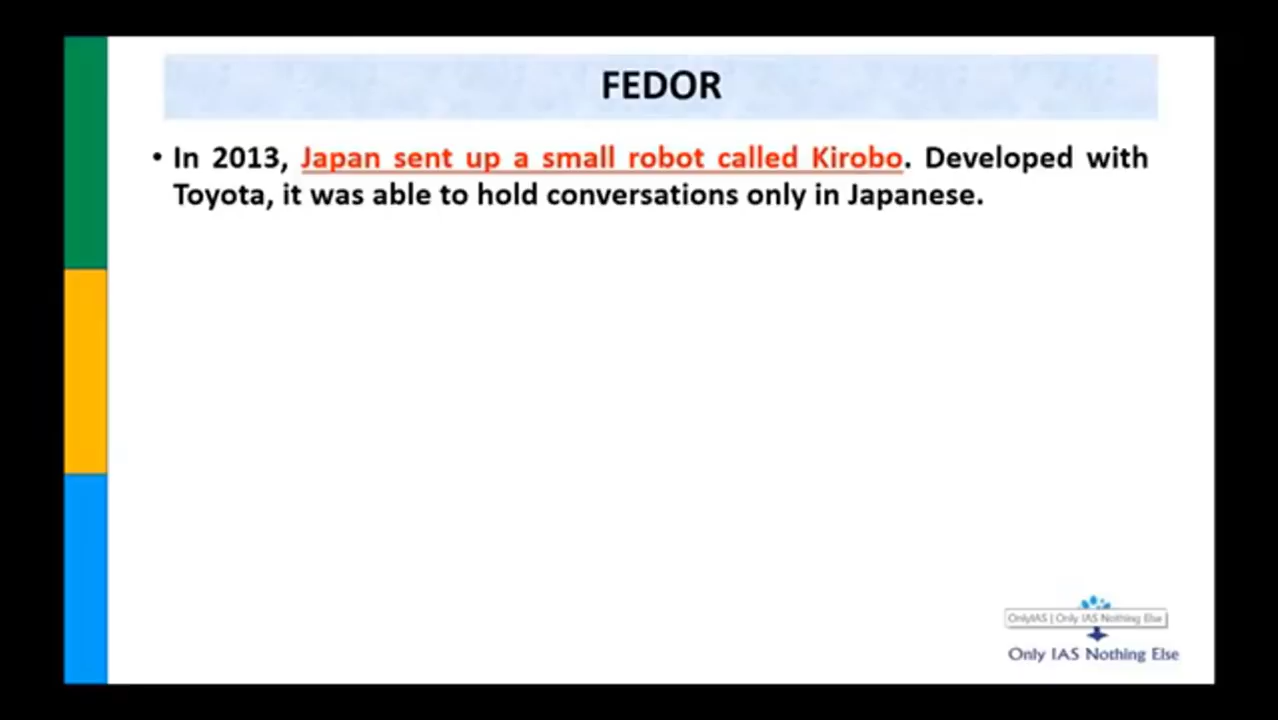 FEDOR
• In 2013, Japan sent up a small robot called Kirobo. Developed with
Toyota, it was able to hold conversations only in Japanese.
OnlyIAS | Only IAS Nothing Else
Only IAS Nothing Else